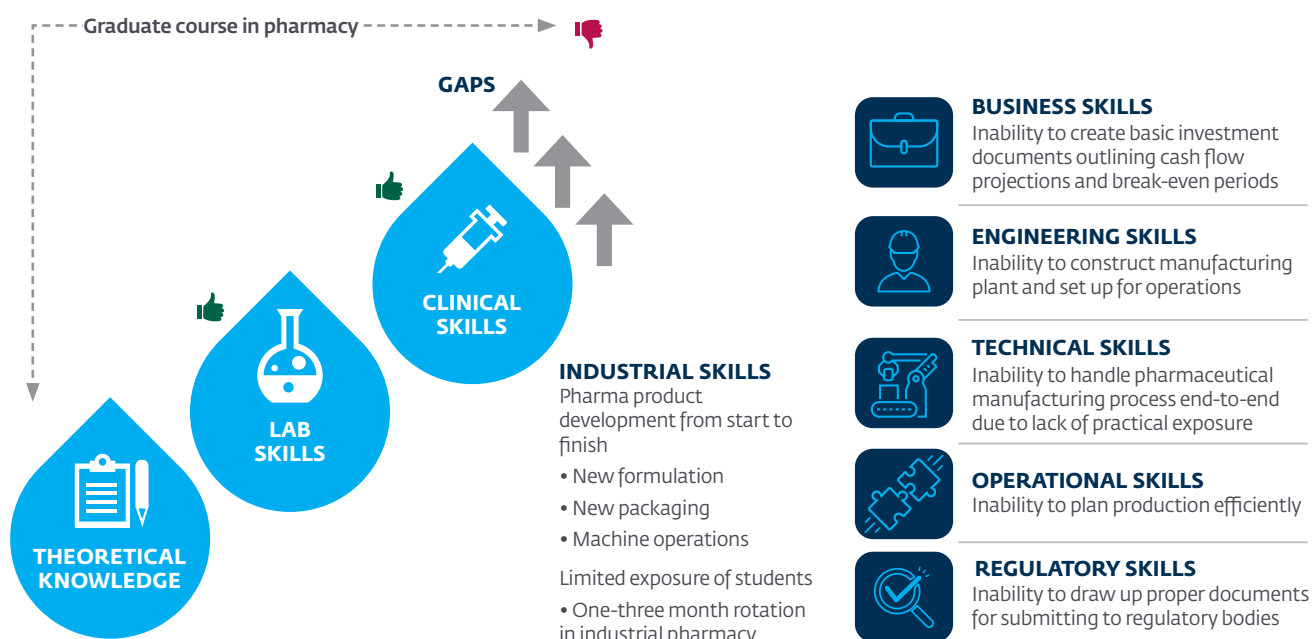 Graduate course in pharmacy
GAPS
CLINICAL
SKILLS
LAB
SKILLS
THEORETICAL
KNOWLEDGE
INDUSTRIAL SKILLS
Pharma product
development from start to
finish
• New formulation
• New packaging
• Machine operations
Limited exposure of students
• One-three month rotation
in industrial pharmacy
BUSINESS SKILLS
Inability to create basic investment
documents outlining cash flow
projections and break-even periods
ENGINEERING SKILLS
Inability to construct manufacturing
plant and set up for operations
TECHNICAL SKILLS
Inability to handle pharmaceutical
manufacturing process end-to-end
due to lack of practical exposure
OPERATIONAL SKILLS
Inability to plan production efficiently
REGULATORY SKILLS
Inability to draw up proper documents
for submitting to regulatory bodies